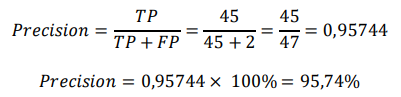 Precision = TP / TP + FP = 45 / 45 + 2 = 45 / 47 = 0,95744
Precision = 0,95744 × 100% = 95,74%